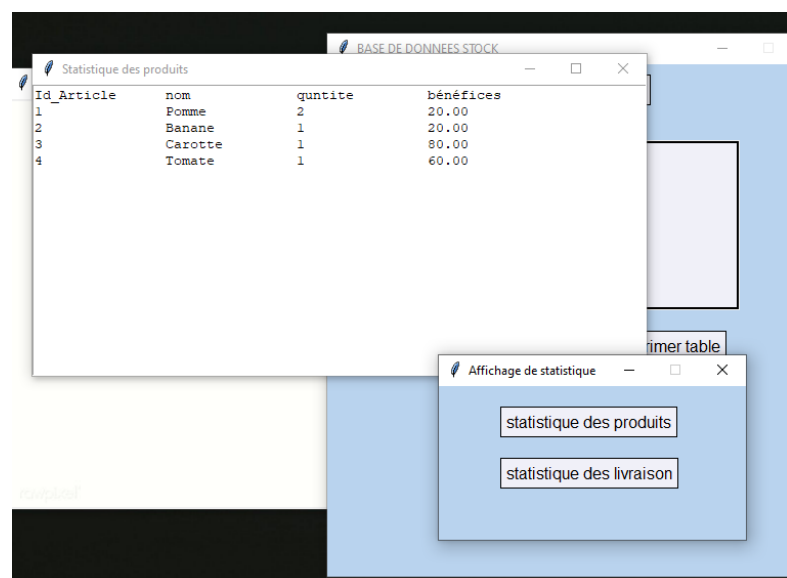 BASE DE DONNEES STOCK
Statistique des produits
Id_Article nom quntite bénéfices
1 Pomme 2 20.00
2 Banane 1 20.00
3 Carotte 1 80.00
4 Tomate 1 60.00
rimer table
Affichage de statistique
statistique des produits
statistique des livraison